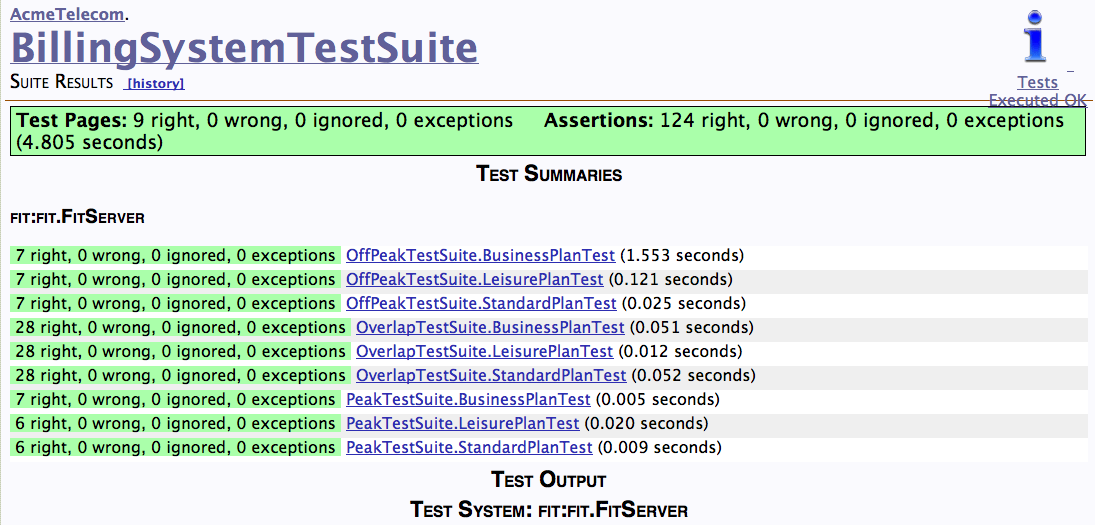 AcmeTelecom.
BillingSystemTestSuite
Suite Results [history]
Tests
Executed OK
Test Pages: 9 right, 0 wrong, 0 ignored, 0 exceptions Assertions: 124 right, 0 wrong, 0 ignored, 0 exceptions
(4.805 seconds)
Test Summaries
fit:fit.FitServer
7 right, 0 wrong, 0 ignored, 0 exceptions OffPeakTestSuite.BusinessPlanTest (1.553 seconds)
7 right, 0 wrong, 0 ignored, 0 exceptions OffPeakTestSuite.LeisurePlanTest (0.121 seconds)
7 right, 0 wrong, 0 ignored, 0 exceptions OffPeakTestSuite.StandardPlanTest (0.025 seconds)
28 right, 0 wrong, 0 ignored, 0 exceptions OverlapTestSuite.BusinessPlanTest (0.051 seconds)
28 right, 0 wrong, 0 ignored, 0 exceptions OverlapTestSuite.LeisurePlanTest (0.012 seconds)
28 right, 0 wrong, 0 ignored, 0 exceptions OverlapTestSuite.StandardPlanTest (0.052 seconds)
7 right, 0 wrong, 0 ignored, 0 exceptions PeakTestSuite.BusinessPlanTest (0.005 seconds)
6 right, 0 wrong, 0 ignored, 0 exceptions PeakTestSuite.LeisurePlanTest (0.020 seconds)
6 right, 0 wrong, 0 ignored, 0 exceptions PeakTestSuite.StandardPlanTest (0.009 seconds)
Test Output
Test System: fit:fit.FitServer